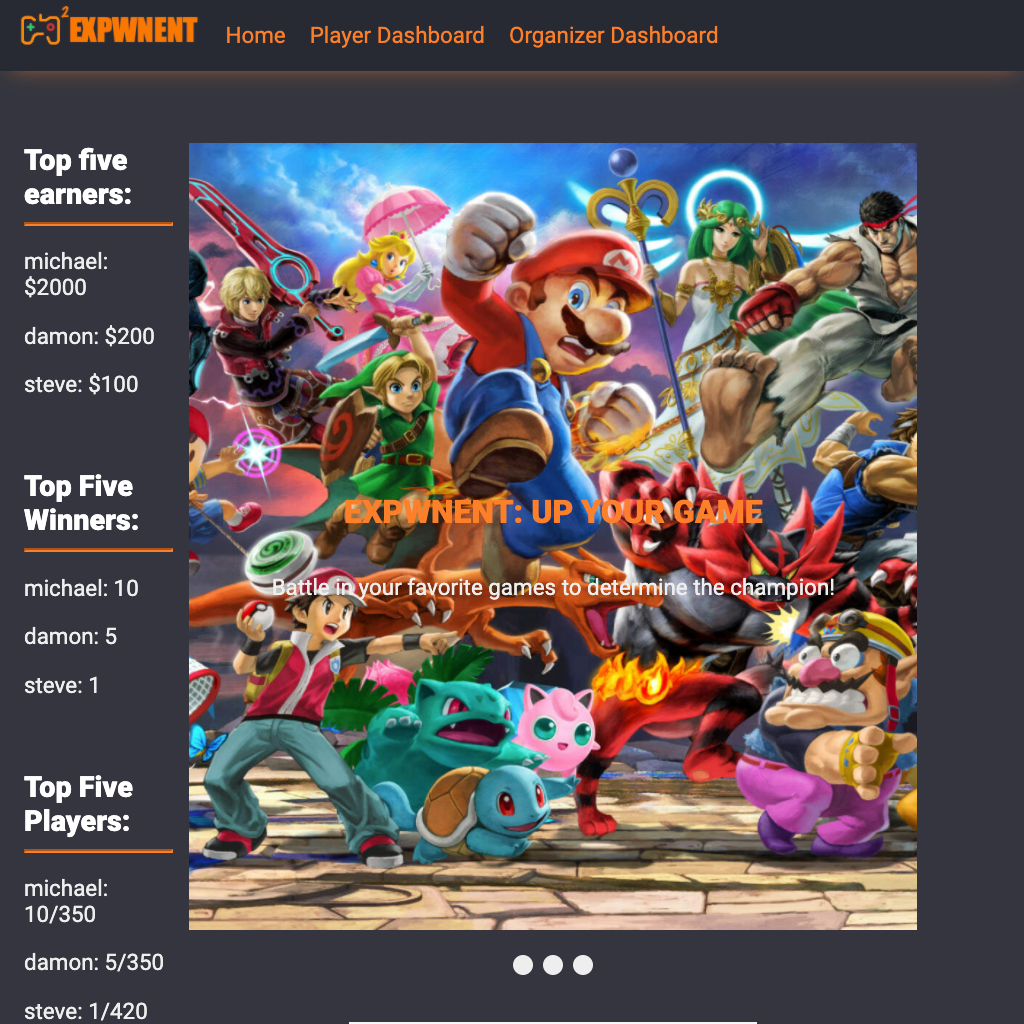 2
EXPWNENT
Home Player Dashboard Organizer Dashboard
Top five
earners:
michael:
$2000
damon: $200
steve: $100
Top Five
Winners:
michael: 10
damon: 5
steve: 1
Top Five
Players:
michael:
10/350
damon: 5/350
steve: 1/420
M
EXPWNENT: UP YOUR GAME
Battle in your favorite games to determine the champion!